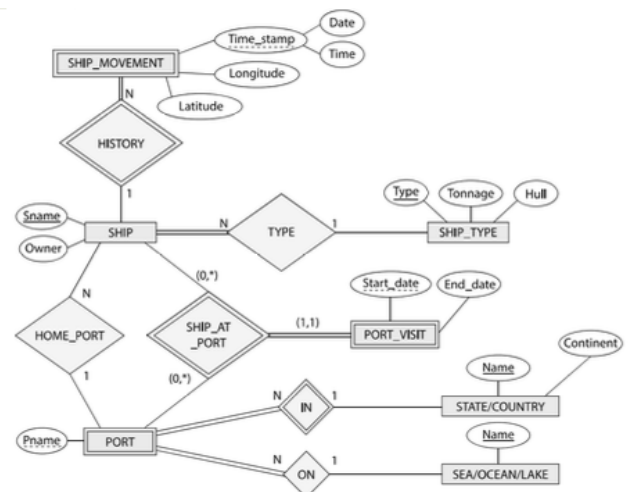 Date
Time_stamp
Time
SHIP_MOVEMENT
Longitude
N
Latitude
HISTORY
1
Type
Tonnage
Hull
Sname
SHIP
N
TYPE
1
SHIP_TYPE
Owner
(0,*)
Start_date
End_date
N
HOME_PORT
SHIP_AT
_PORT
(1,1)
PORT_VISIT
Continent
1
(0,*)
Name
N
IN
1
STATE/COUNTRY
Pname
PORT
Name
N
ON
1
SEA/OCEAN/LAKE